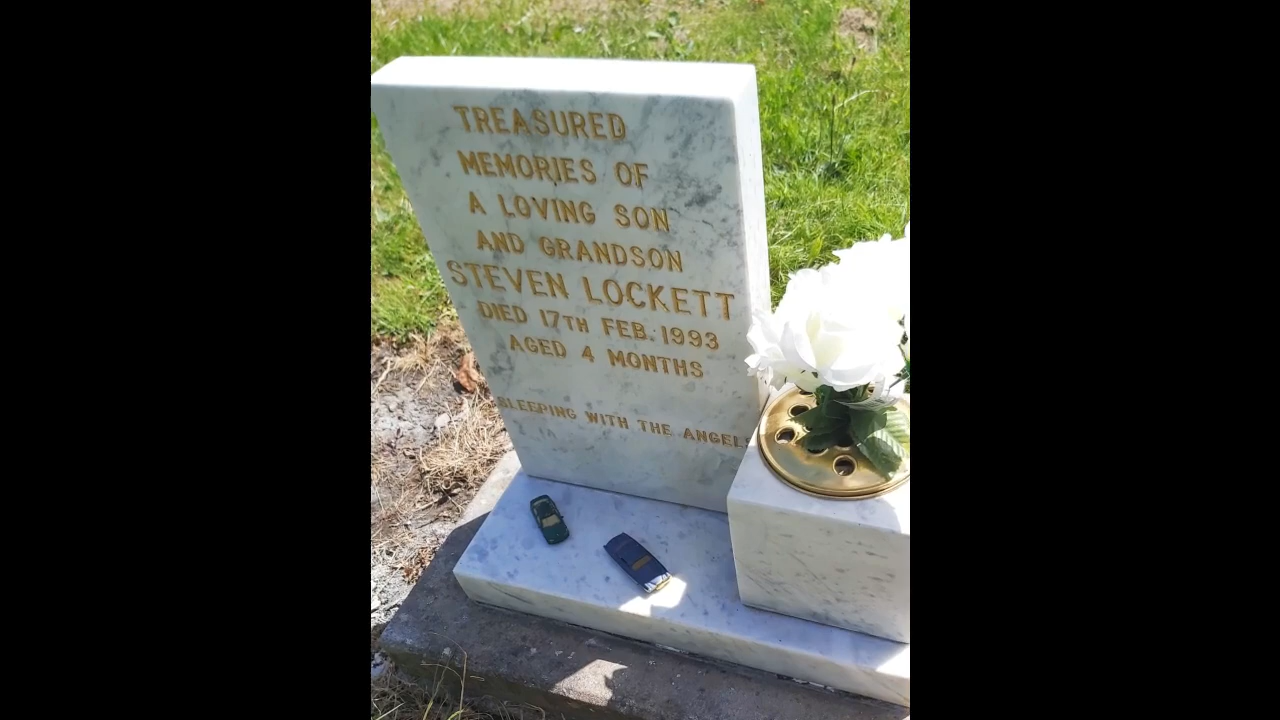 TREASURED
MEMORIES OF
A LOVING SON
AND GRANDSON
STEVEN LOCKETT
DIED 17TH FEB. 1993
AGED 4 MONTHS
SLEEPING WITH THE ANGELS